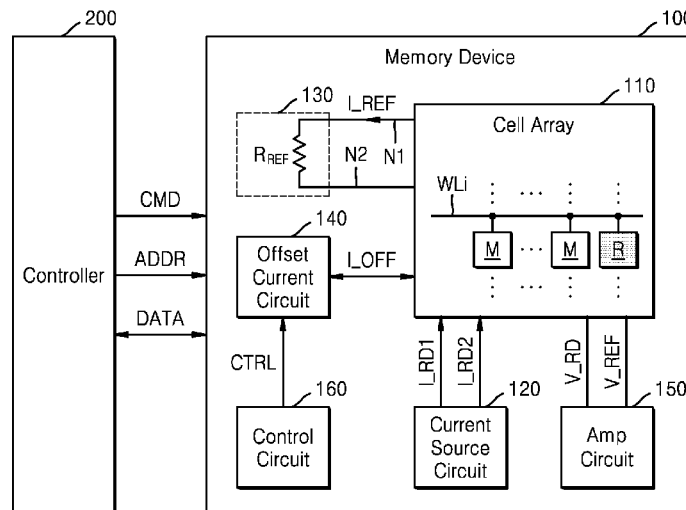 200
100
Memory Device
130
I_REF
110
Cell Array
R_REF
N2
N1
WLi
... ...
CMD
140
M ... M R
Controller
ADDR
Offset
Current
Circuit
I_OFF
... ...
DATA
CTRL
I_RD1
I_RD2
V_RD
V_REF
160
120
150
Control
Circuit
Current
Source
Circuit
Amp
Circuit